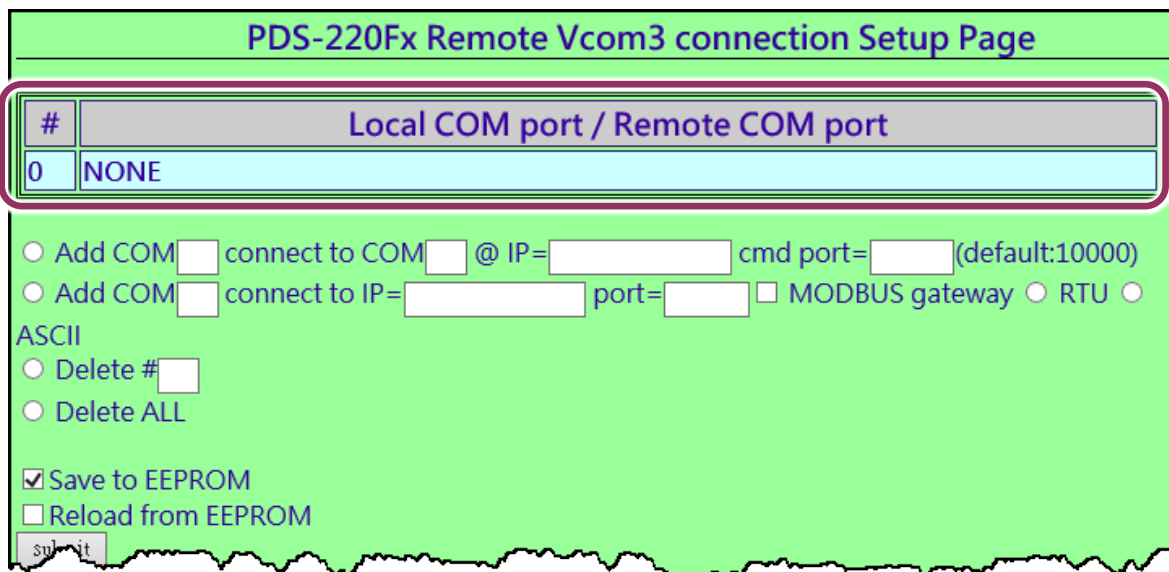 PDS-220Fx Remote Vcom3 connection Setup Page
# Local COM port / Remote COM port
0 NONE
Add COM connect to COM @ IP= cmd port= (default:10000)
Add COM connect to IP= port= MODBUS gateway RTU
ASCII
Delete #
Delete ALL
Save to EEPROM
Reload from EEPROM
submit